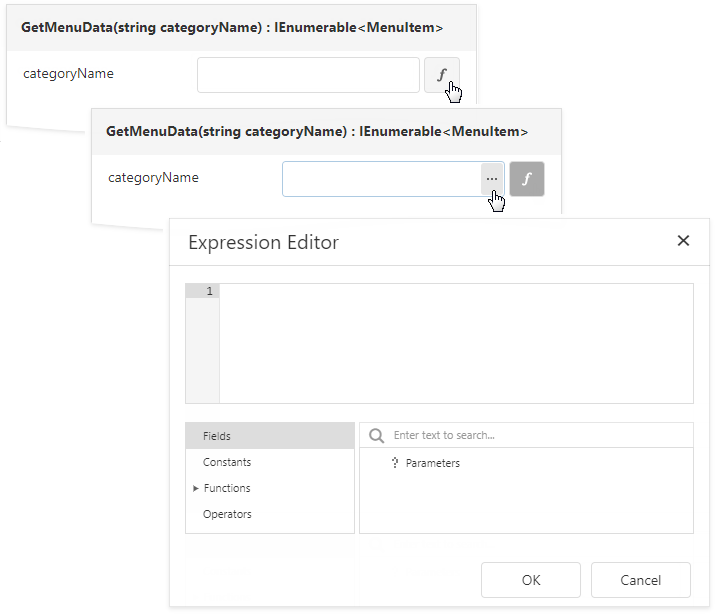 GetMenuData(string categoryName) : IEnumerable<MenuItem>
categoryName
f
GetMenuData(string categoryName) : IEnumerable<MenuItem>
categoryName ... f
Expression Editor
1
Fields
Constants
Functions
Operators
Enter text to search...
? Parameters
OK Cancel